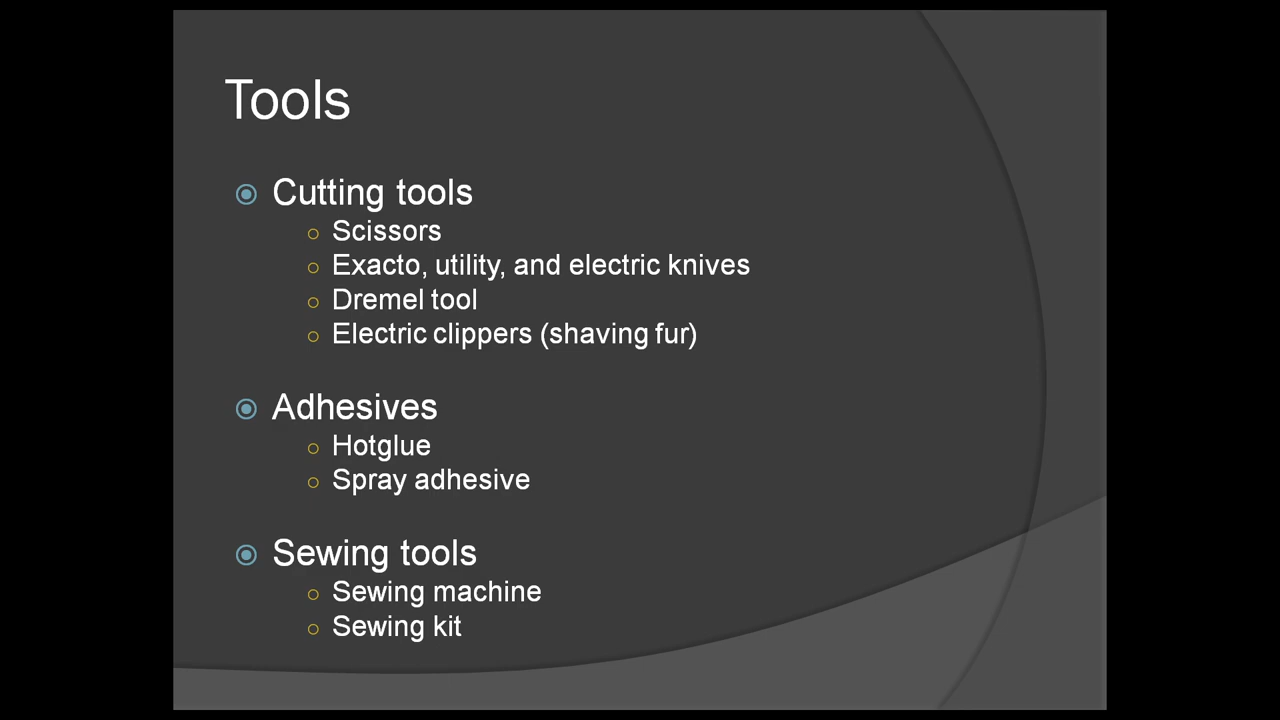 Tools
Cutting tools
Scissors
Exacto, utility, and electric knives
Dremel tool
Electric clippers (shaving fur)
Adhesives
Hotglue
Spray adhesive
Sewing tools
Sewing machine
Sewing kit